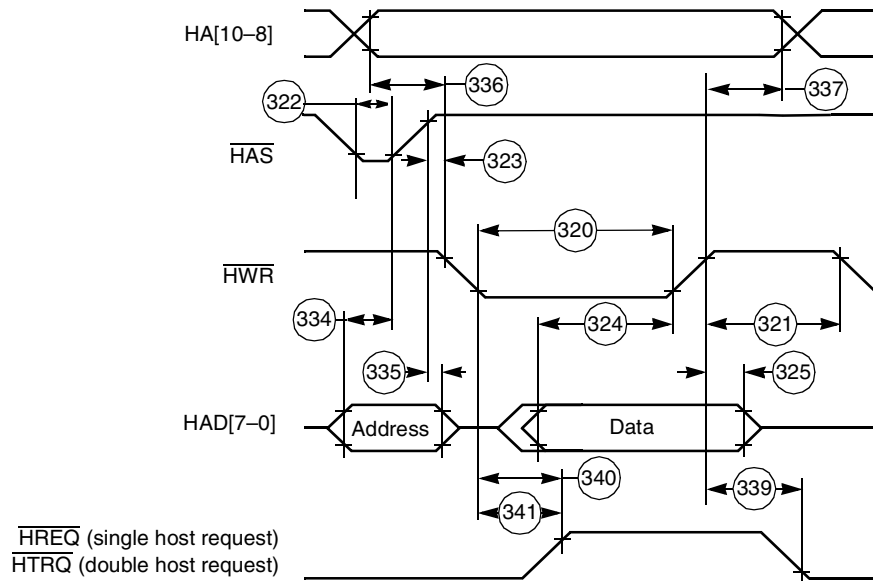 HA[10–8]
336
337
322
HAS
323
320
HWR
334
324
321
335
325
HAD[7–0]
Address
Data
340
339
341
HREQ (single host request)
HTRQ (double host request)